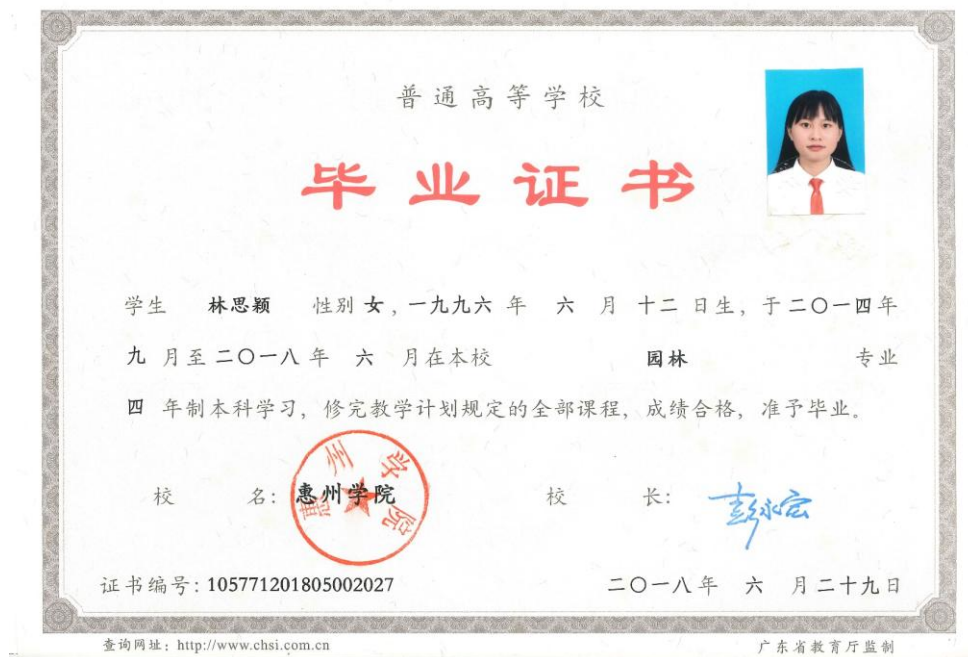 普通高等学校
毕业证书
学生 林思颖 性别 女，一九九六 年 六 月 十二 日生，于 二〇一四年
九 月至 二〇一八 年 六 月在本校 园林 专业
四 年制本科学习，修完教学计划规定的全部课程，成绩合格，准予毕业。
惠州学院
校 名：惠州学院 校 长：彭永宏
证书编号：105771201805002027 二〇一八年 六 月二十九日
查询网址：http://www.chsi.com.cn 广东省教育厅监制